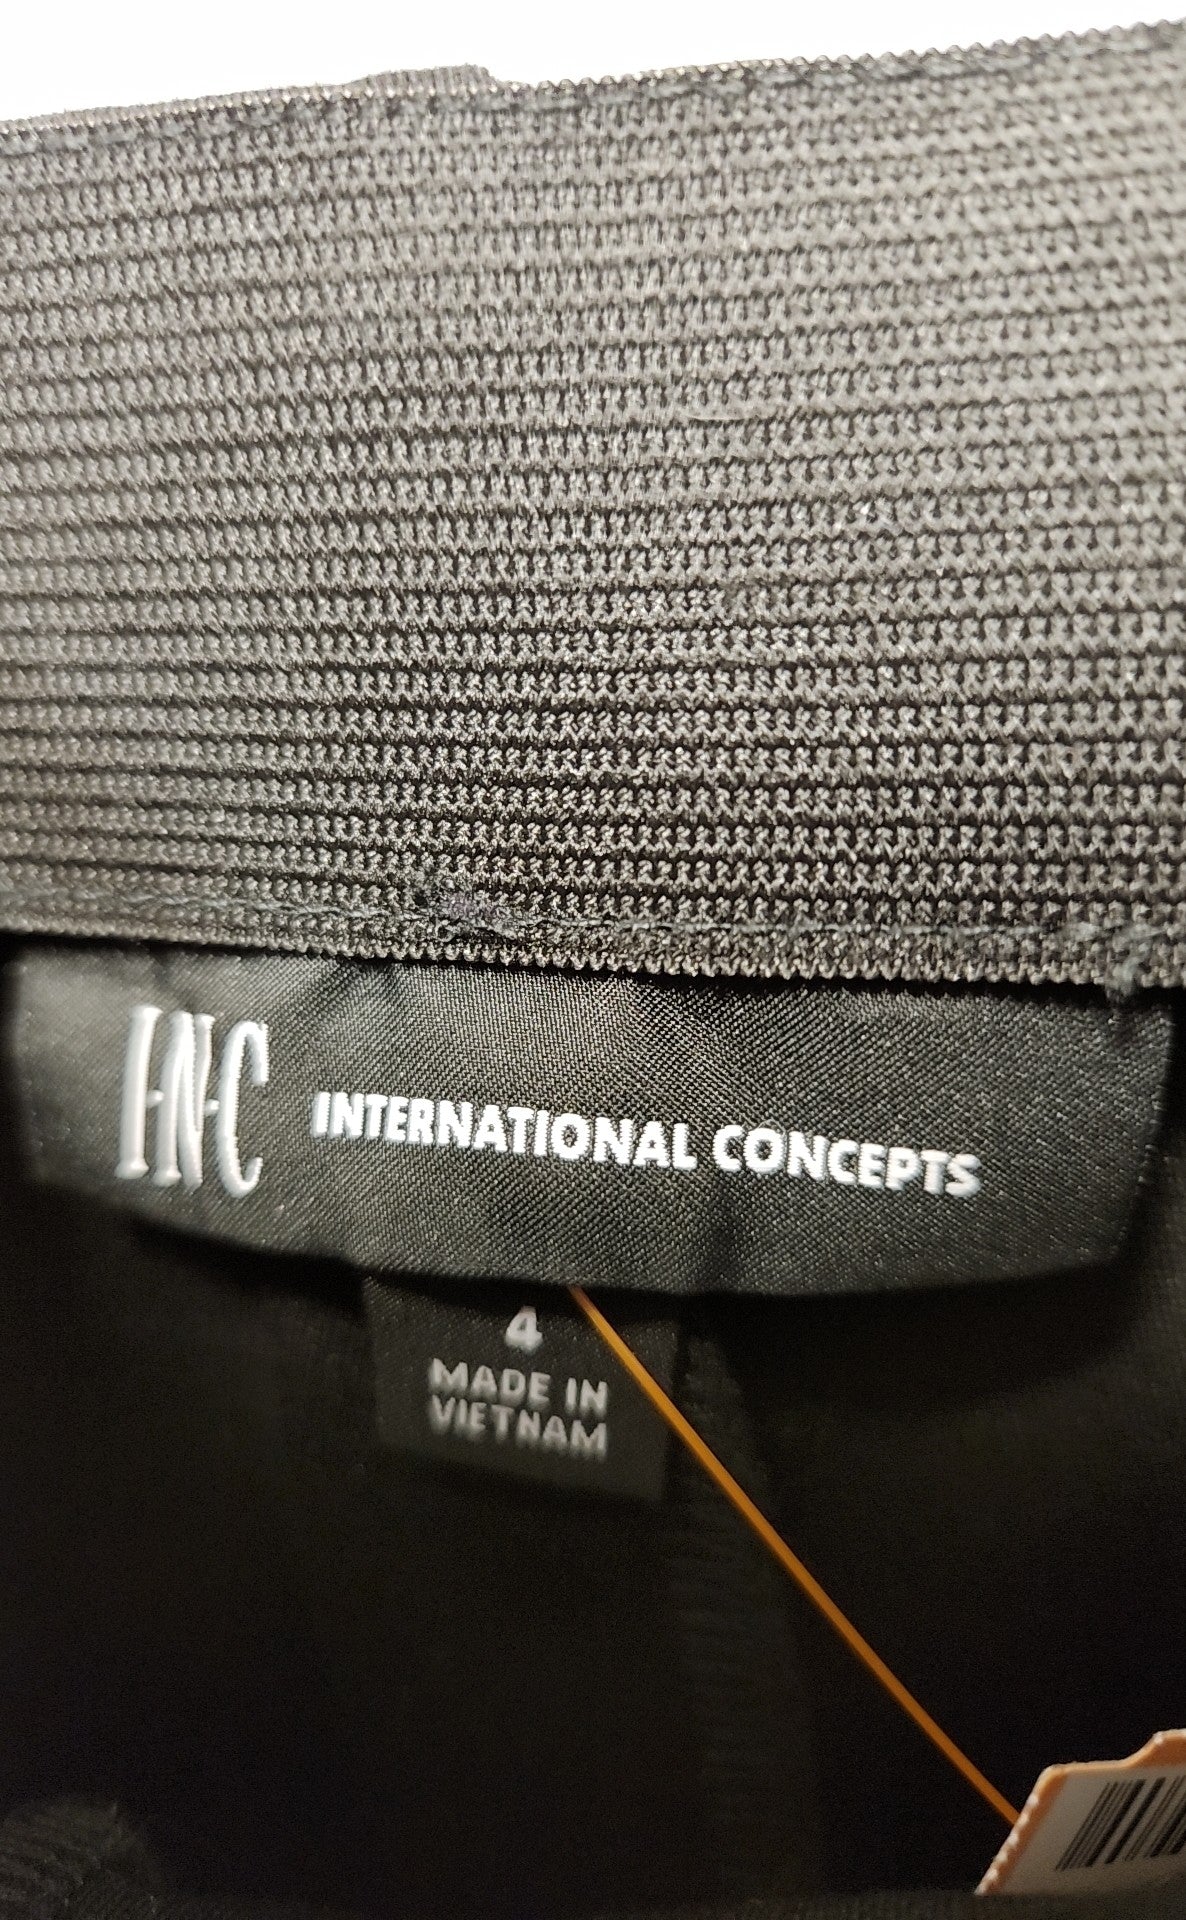 I·N·C INTERNATIONAL CONCEPTS
4
MADE IN
VIETNAM